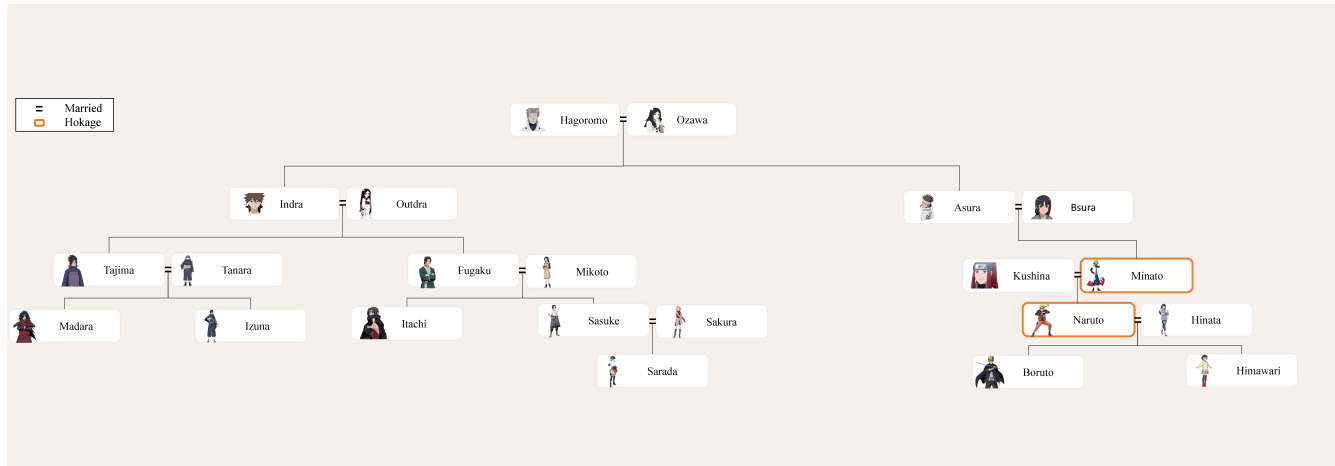 Married
Hokage
Hagoromo
Ozawa
Indra
Outdra
Asura
Bsura
Tajima
Tanara
Fugaku
Mikoto
Kushina
Minato
Madara
Izuna
Itachi
Sasuke
Sakura
Naruto
Hinata
Sarada
Boruto
Himawari